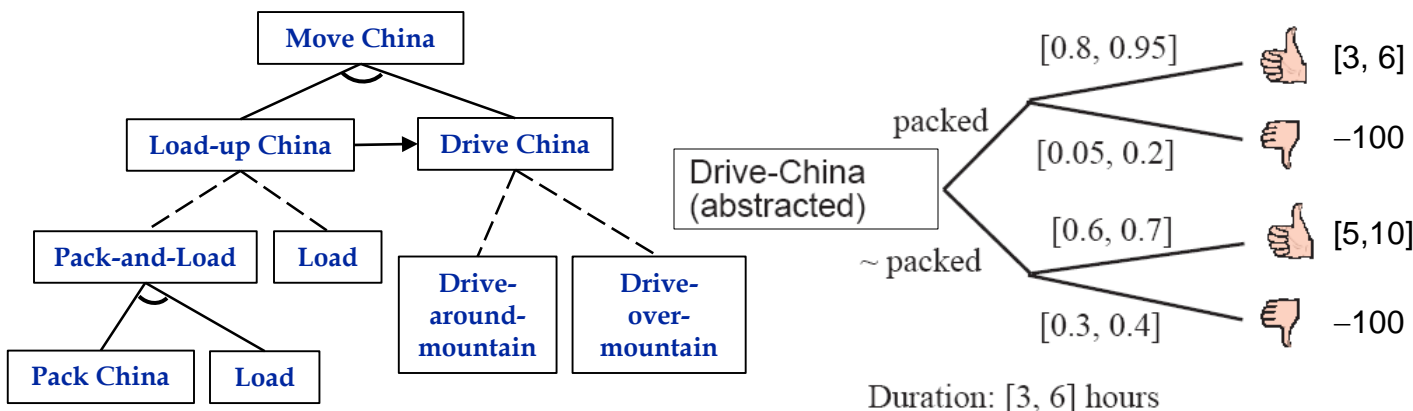 Move China
Load-up China
Drive China
Pack-and-Load
Load
Drive-
around-
mountain
Drive-
over-
mountain
Pack China
Load
Drive-China
(abstracted)
packed
~ packed
[0.8, 0.95]
[3, 6]
[0.05, 0.2]
–100
[0.6, 0.7]
[5,10]
[0.3, 0.4]
–100
Duration: [3, 6] hours